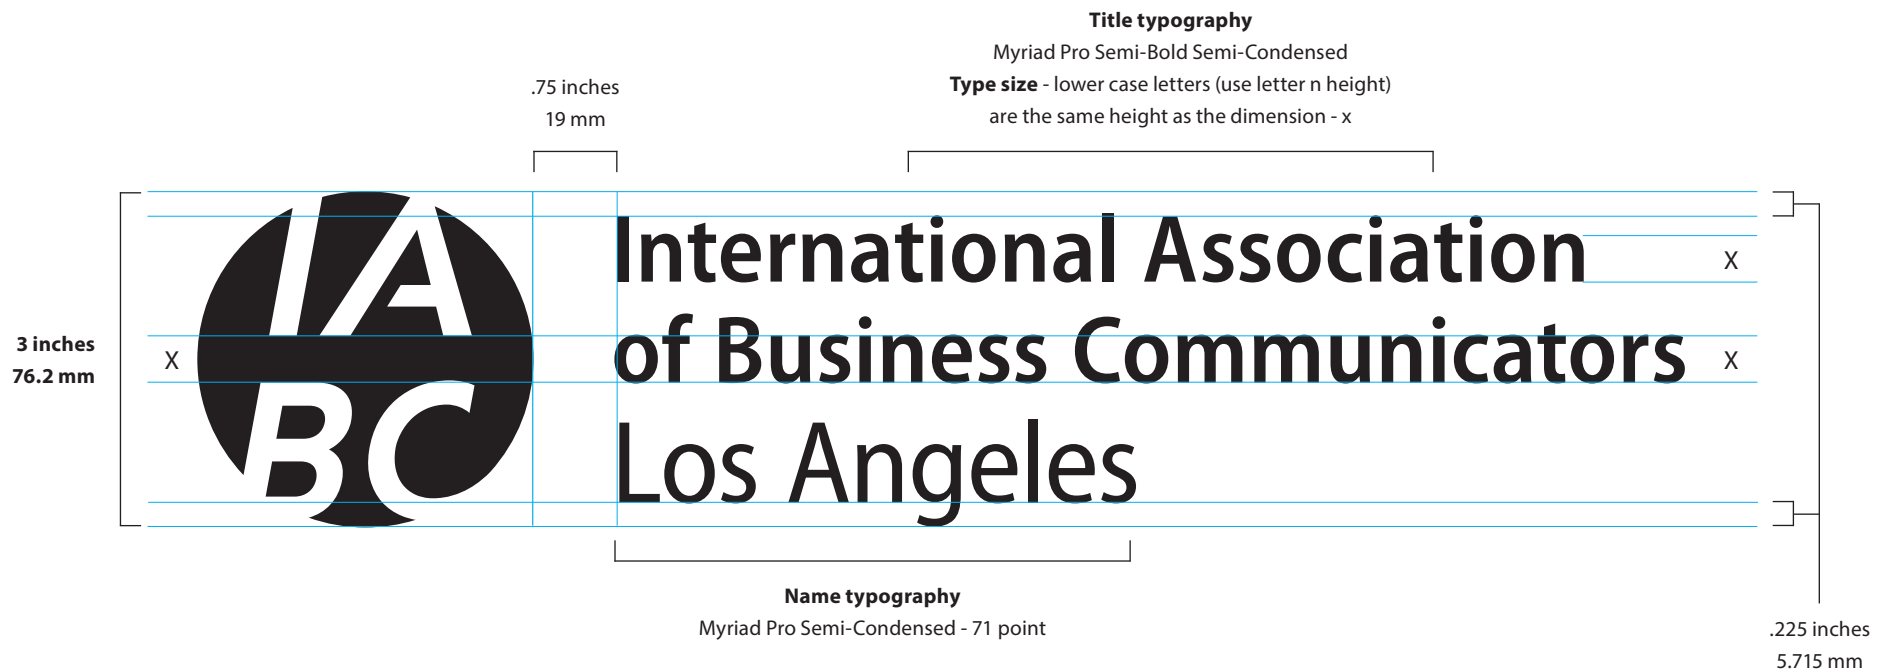 Title typography
Myriad Pro Semi-Bold Semi-Condensed
Type size - lower case letters (use letter n height)
are the same height as the dimension - x
.75 inches
19 mm
IA
BC
International Association
of Business Communicators
Los Angeles
X
X
X
3 inches
76.2 mm
Name typography
Myriad Pro Semi-Condensed - 71 point
.225 inches
5.715 mm